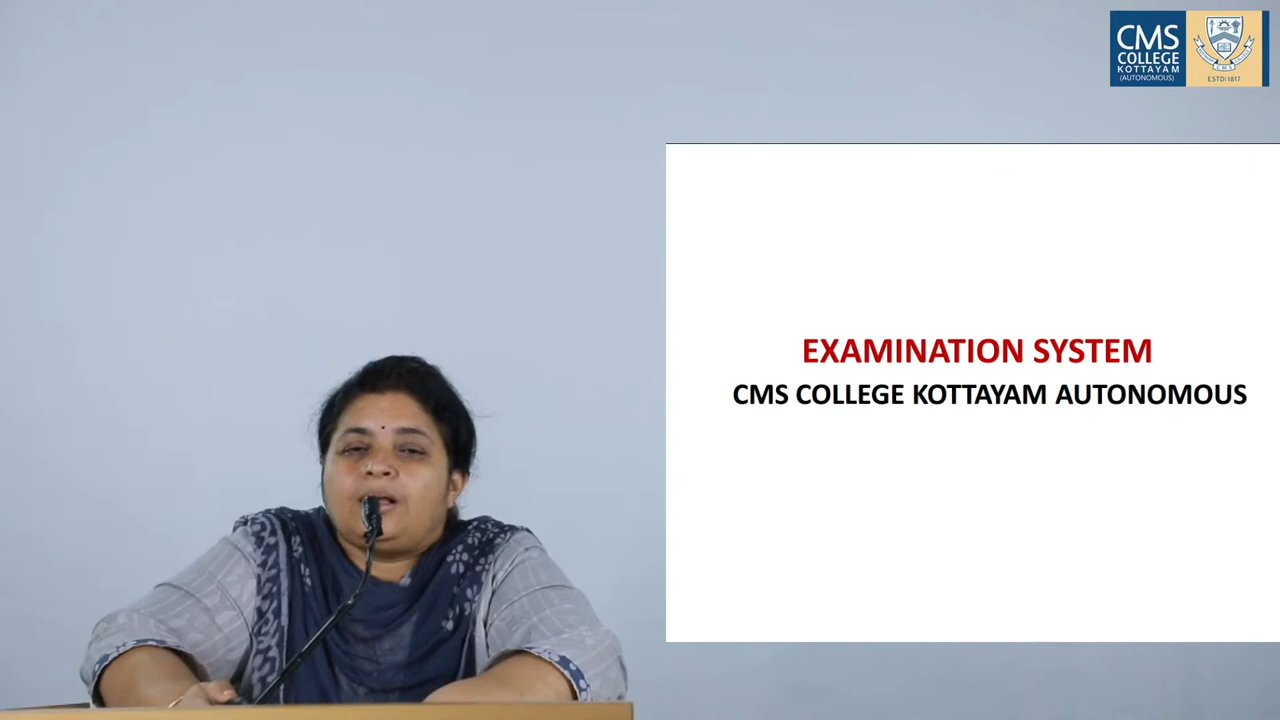 CMS
COLLEGE
KOTTAYAM
(AUTONOMOUS)
ESTD:1817
EXAMINATION SYSTEM
CMS COLLEGE KOTTAYAM AUTONOMOUS